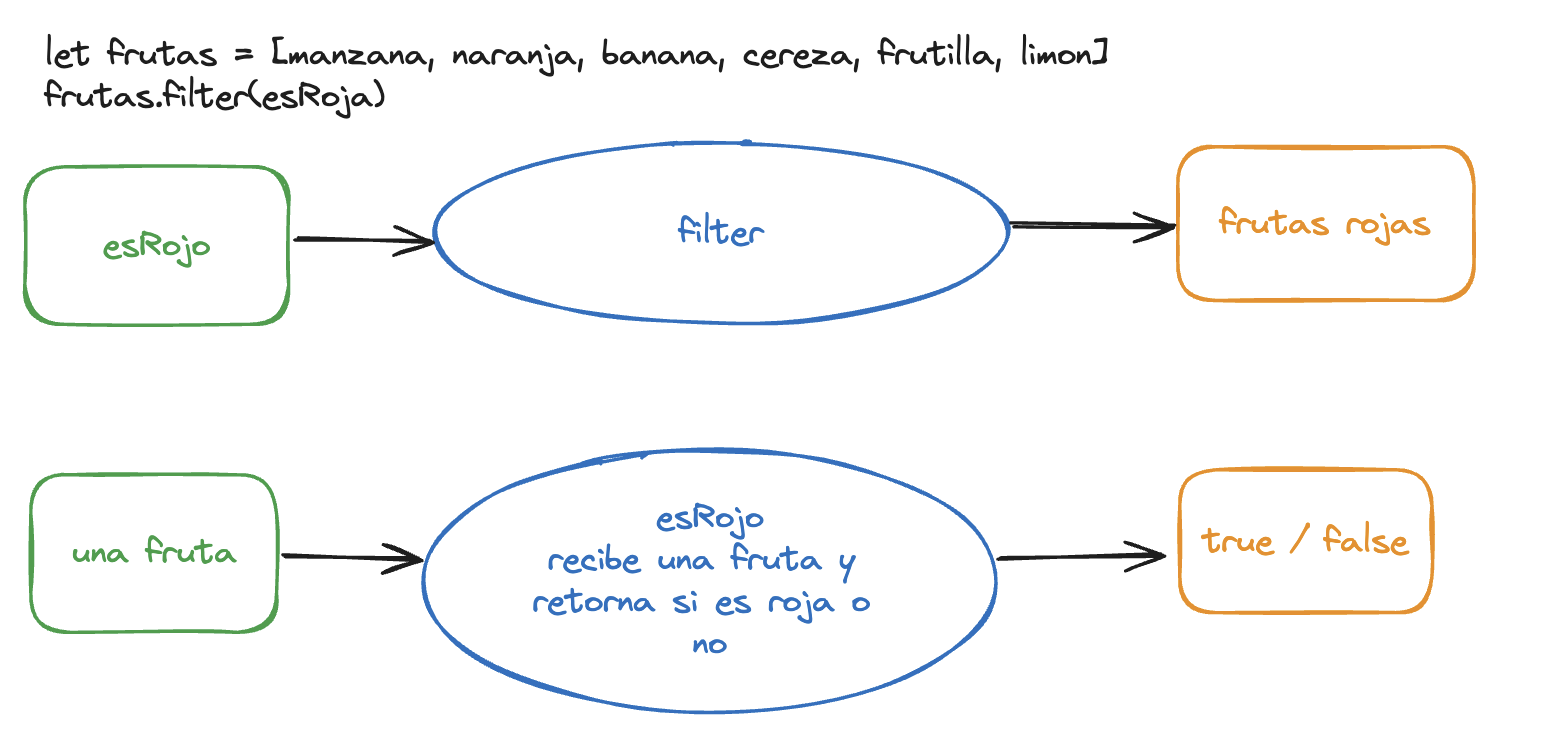 let frutas = [manzana, naranja, banana, cereza, frutilla, limon]
frutas.filter(esRoja)
esRojo
filter
frutas rojas
una fruta
esRojo
recibe una fruta y
retorna si es roja o
no
true / false